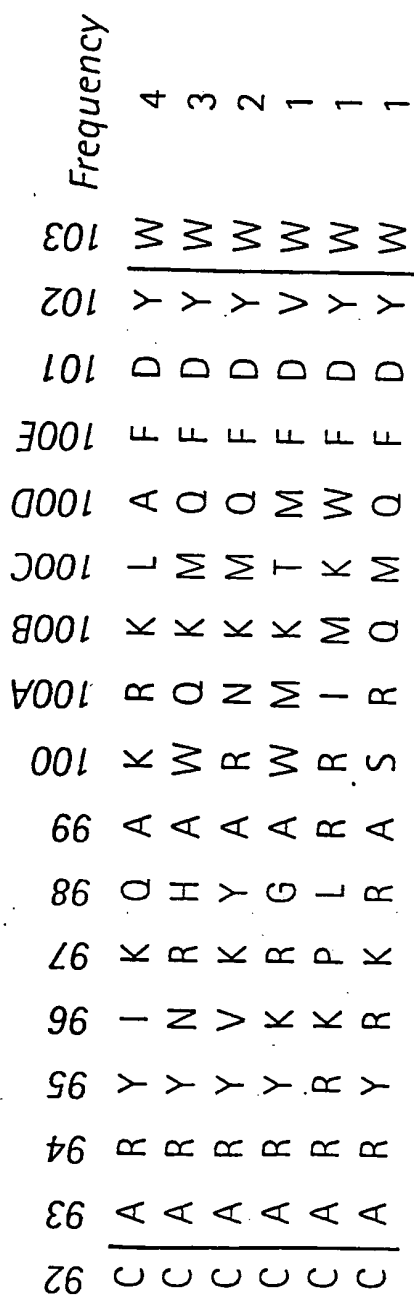 92 93 94 95 96 97 98 99 100 100A 100B 100C 100D 100E 101 102 103 Frequency
C A R Y I K Q A K R K L A F D Y W 4
C A R Y N R H A W Q K M Q F D Y W 3
C A R Y V K Y A R N K M Q F D Y W 2
C A R Y K R G A W M K T M F D V W 1
C A R R K P L R R I M K W F D Y W 1
C A R Y R K R A S R Q M Q F D Y W 1